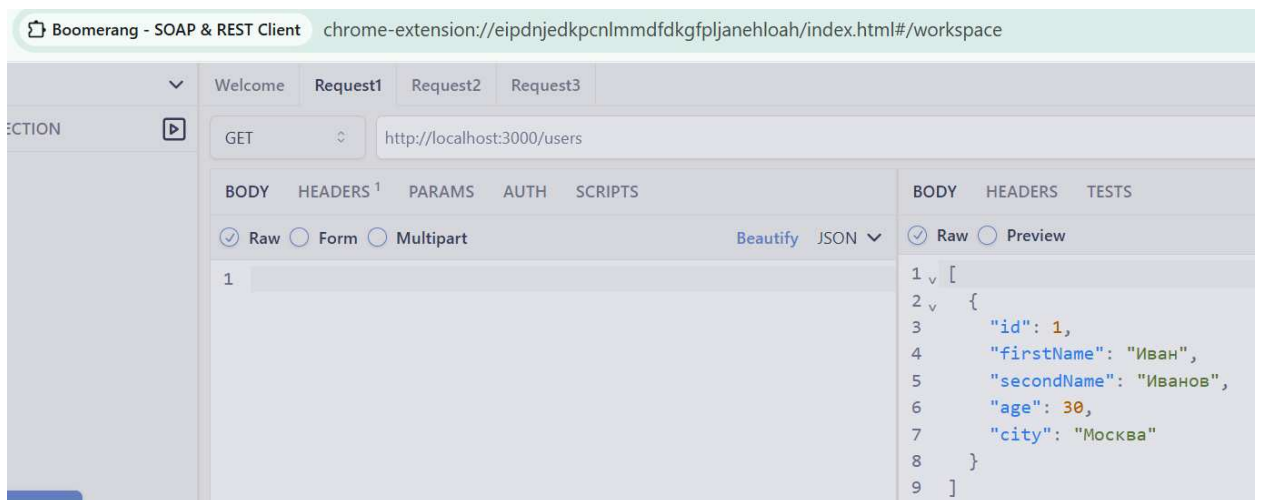 Boomerang - SOAP & REST Client chrome-extension://eipdnjedkpcnlmmdfdkgfpljanehloah/index.html#/workspace
Welcome Request1 Request2 Request3
ECTION
GET http://localhost:3000/users
BODY HEADERS 1 PARAMS AUTH SCRIPTS
Raw Form Multipart Beautify JSON
1
BODY HEADERS TESTS
Raw Preview
1 [
2 {
3 "id": 1,
4 "firstName": "Иван",
5 "secondName": "Иванов",
6 "age": 30,
7 "city": "Москва"
8 }
9 ]